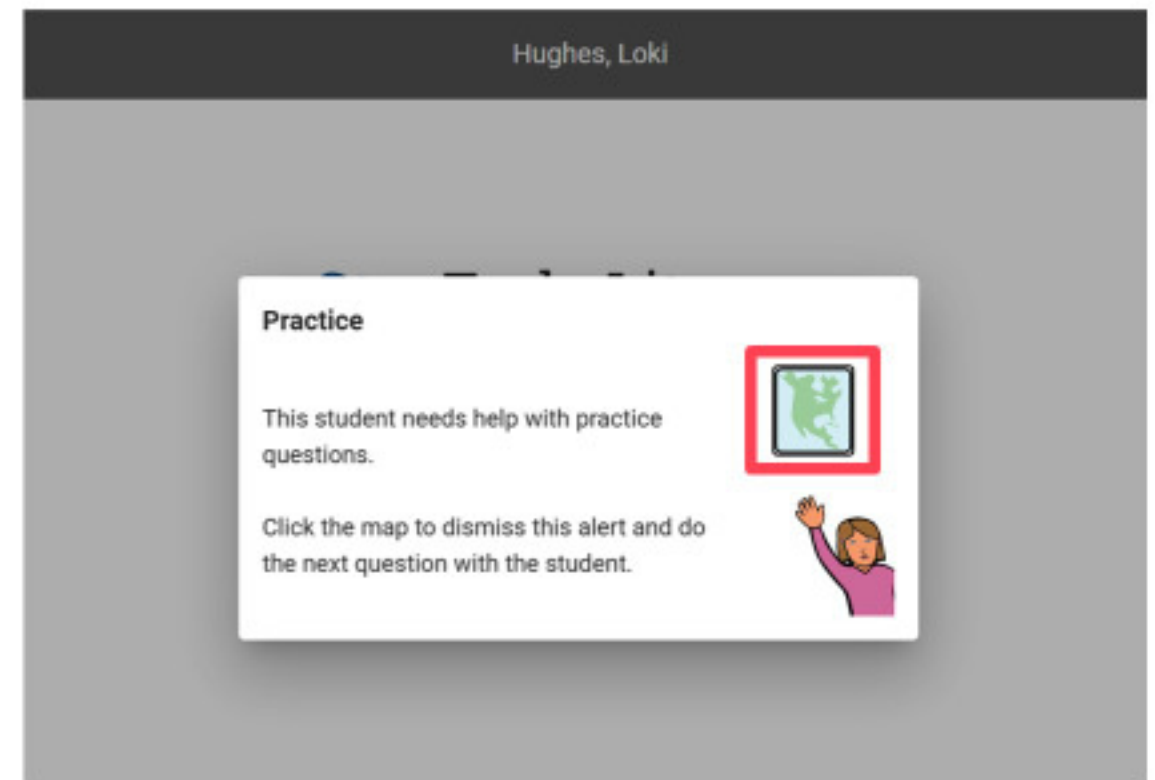 Hughes, Loki
Practice
This student needs help with practice
questions.
Click the map to dismiss this alert and do
the next question with the student.